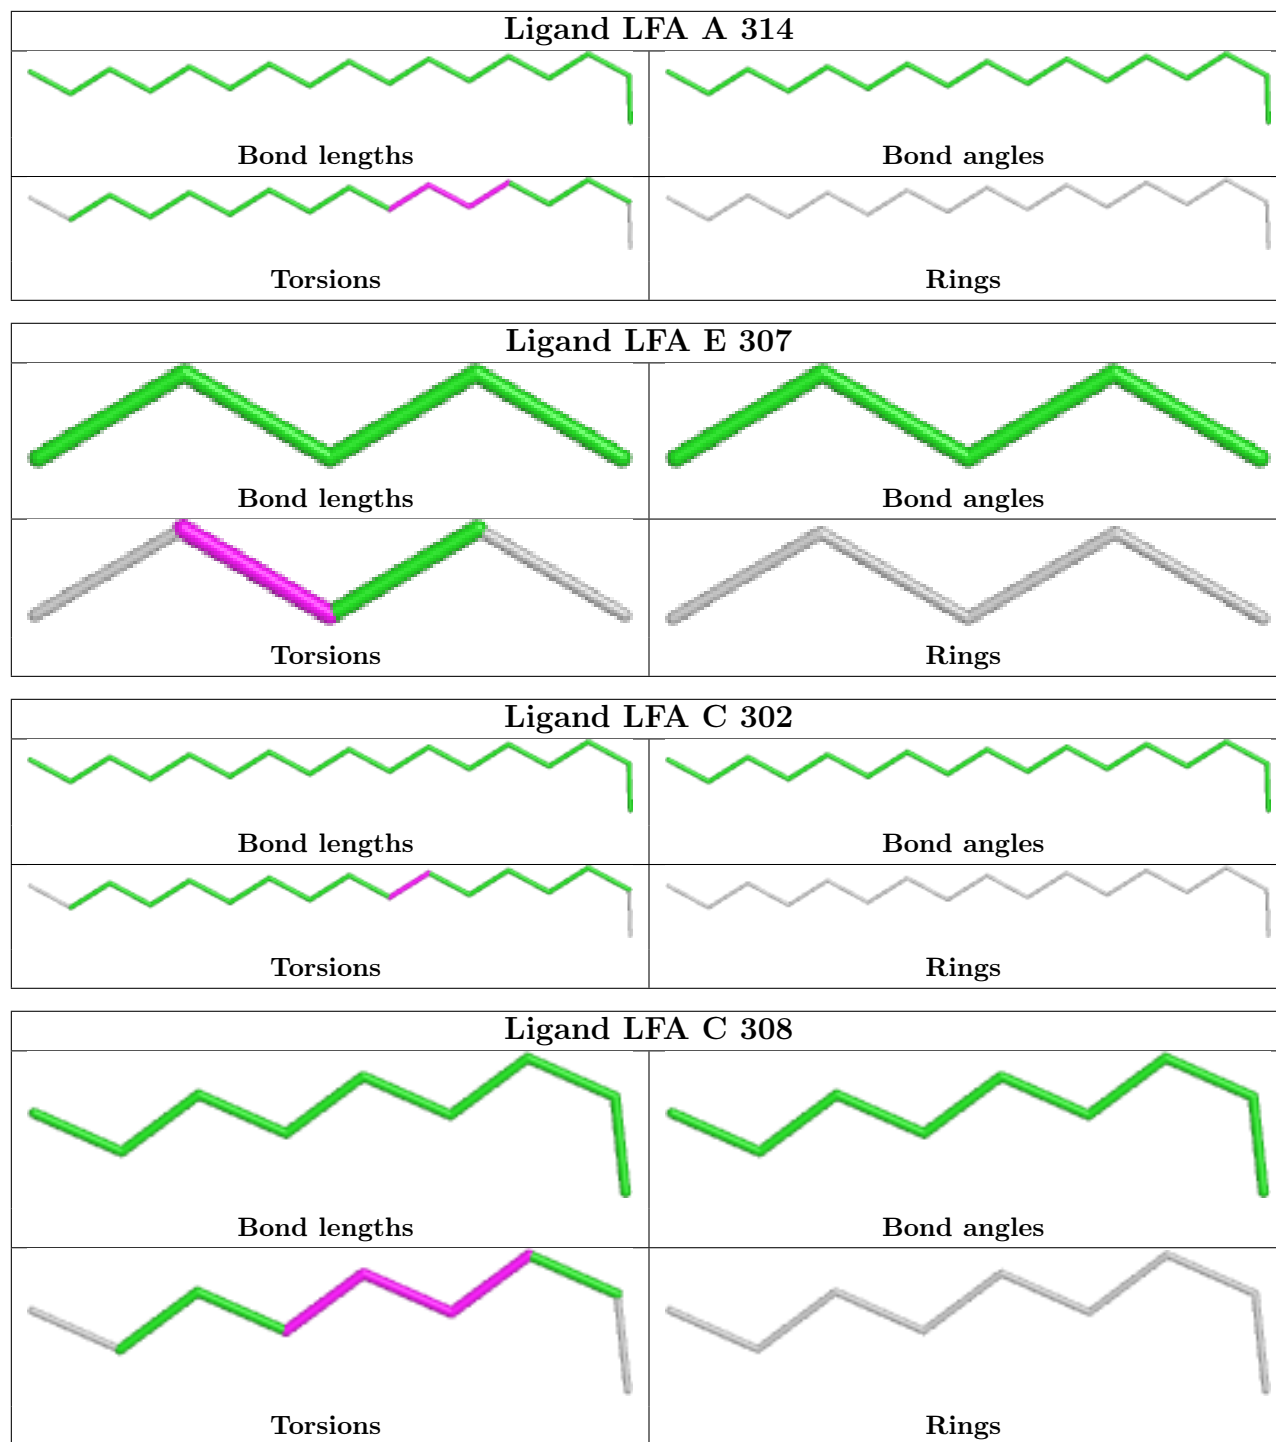 Ligand LFA A 314
Bond lengths
Bond angles
Torsions
Rings
Ligand LFA E 307
Bond lengths
Bond angles
Torsions
Rings
Ligand LFA C 302
Bond lengths
Bond angles
Torsions
Rings
Ligand LFA C 308
Bond lengths
Bond angles
Torsions
Rings